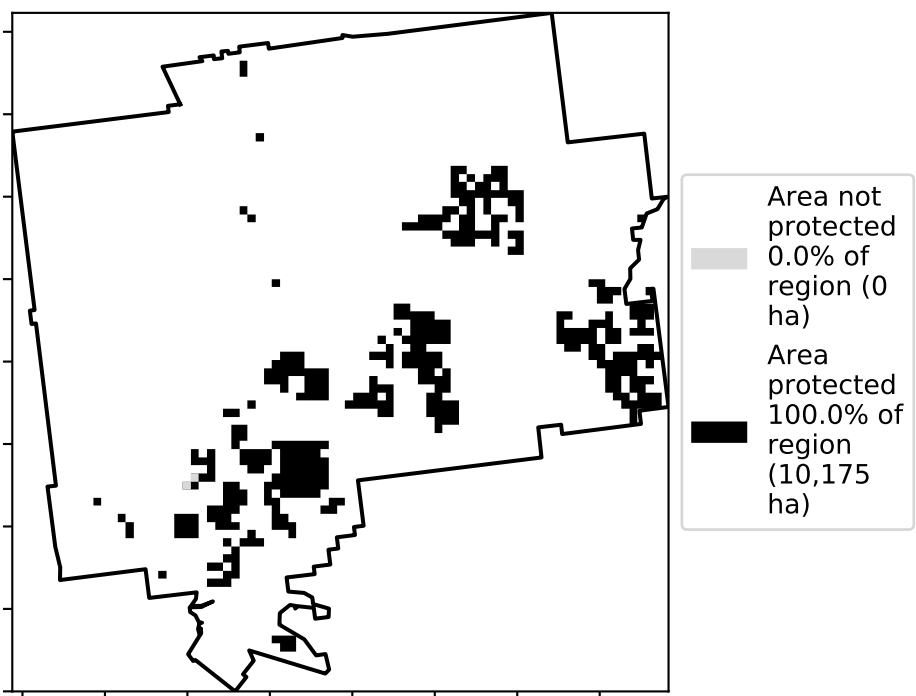 Area not
protected
0.0% of
region (0
ha)
Area
protected
100.0% of
region
(10,175
ha)